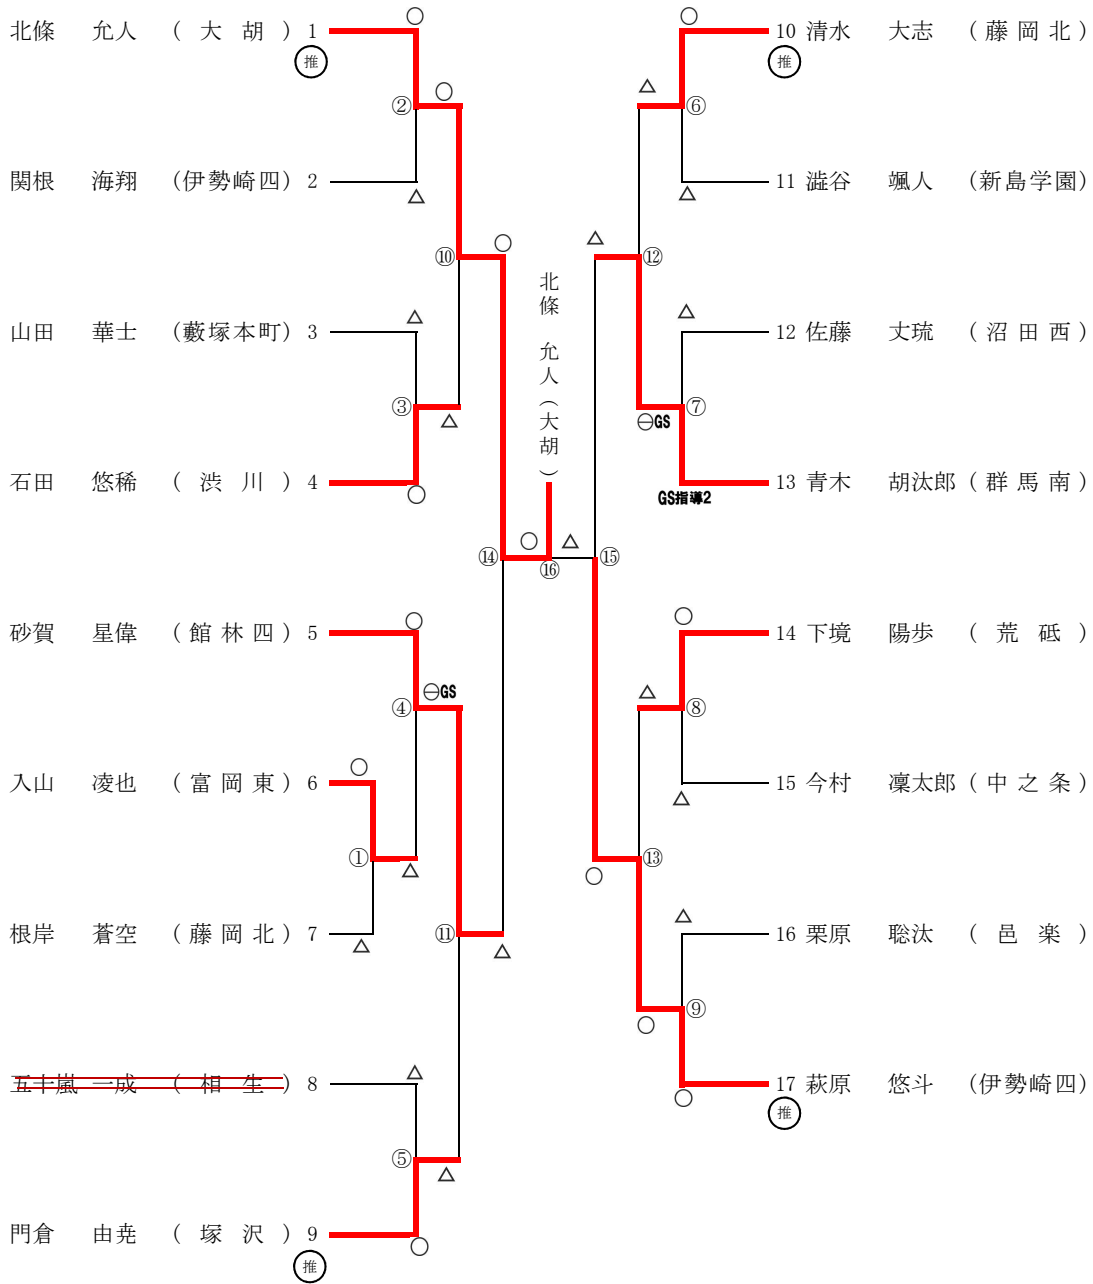 北條 允人 (大胡) 1
推
関根 海翔 (伊勢崎四) 2
山田 華士 (藪塚本町) 3
石田 悠稀 (渋川) 4
砂賀 星偉 (館林四) 5
入山 凌也 (富岡東) 6
根岸 蒼空 (藤岡北) 7
五十嵐 一成 (相生) 8
門倉 由尭 (塚沢) 9
推
②
⑩
③
④
⊖GS
①
⑪
⑤
⑭
北條 允人(大胡)
⑯
⑮
⑫
⑥
⑦
⊖GS
GS指導2
⑧
⑬
⑨
10 清水 大志 (藤岡北)
推
11 澁谷 颯人 (新島学園)
12 佐藤 丈琉 (沼田西)
13 青木 胡汰郎 (群馬南)
14 下境 陽歩 (荒砥)
15 今村 凜太郎 (中之条)
16 栗原 聡汰 (邑楽)
17 萩原 悠斗 (伊勢崎四)
推